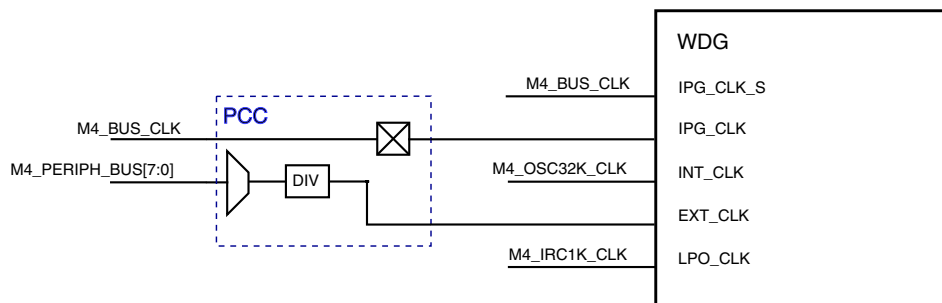 WDG
M4_BUS_CLK
IPG_CLK_S
PCC
M4_BUS_CLK
IPG_CLK
M4_PERIPH_BUS[7:0]
DIV
M4_OSC32K_CLK
INT_CLK
EXT_CLK
M4_IRC1K_CLK
LPO_CLK